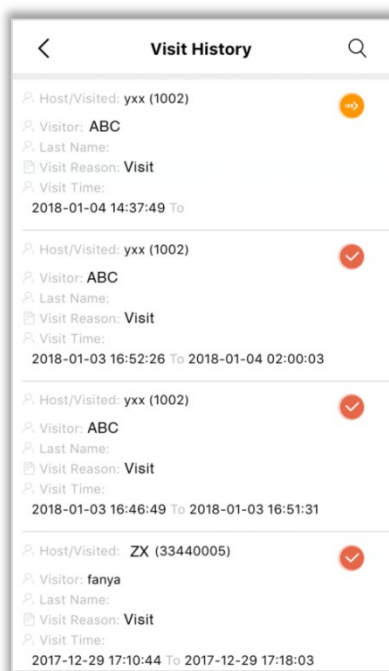 Visit History
Host/Visited: yxx (1002)
Visitor: ABC
Last Name:
Visit Reason: Visit
Visit Time:
2018-01-04 14:37:49 To
Host/Visited: yxx (1002)
Visitor: ABC
Last Name:
Visit Reason: Visit
Visit Time:
2018-01-03 16:52:26 To 2018-01-04 02:00:03
Host/Visited: yxx (1002)
Visitor: ABC
Last Name:
Visit Reason: Visit
Visit Time:
2018-01-03 16:46:49 To 2018-01-03 16:51:31
Host/Visited: ZX (33440005)
Visitor: fanya
Last Name:
Visit Reason: Visit
Visit Time:
2017-12-29 17:10:44 To 2017-12-29 17:18:03